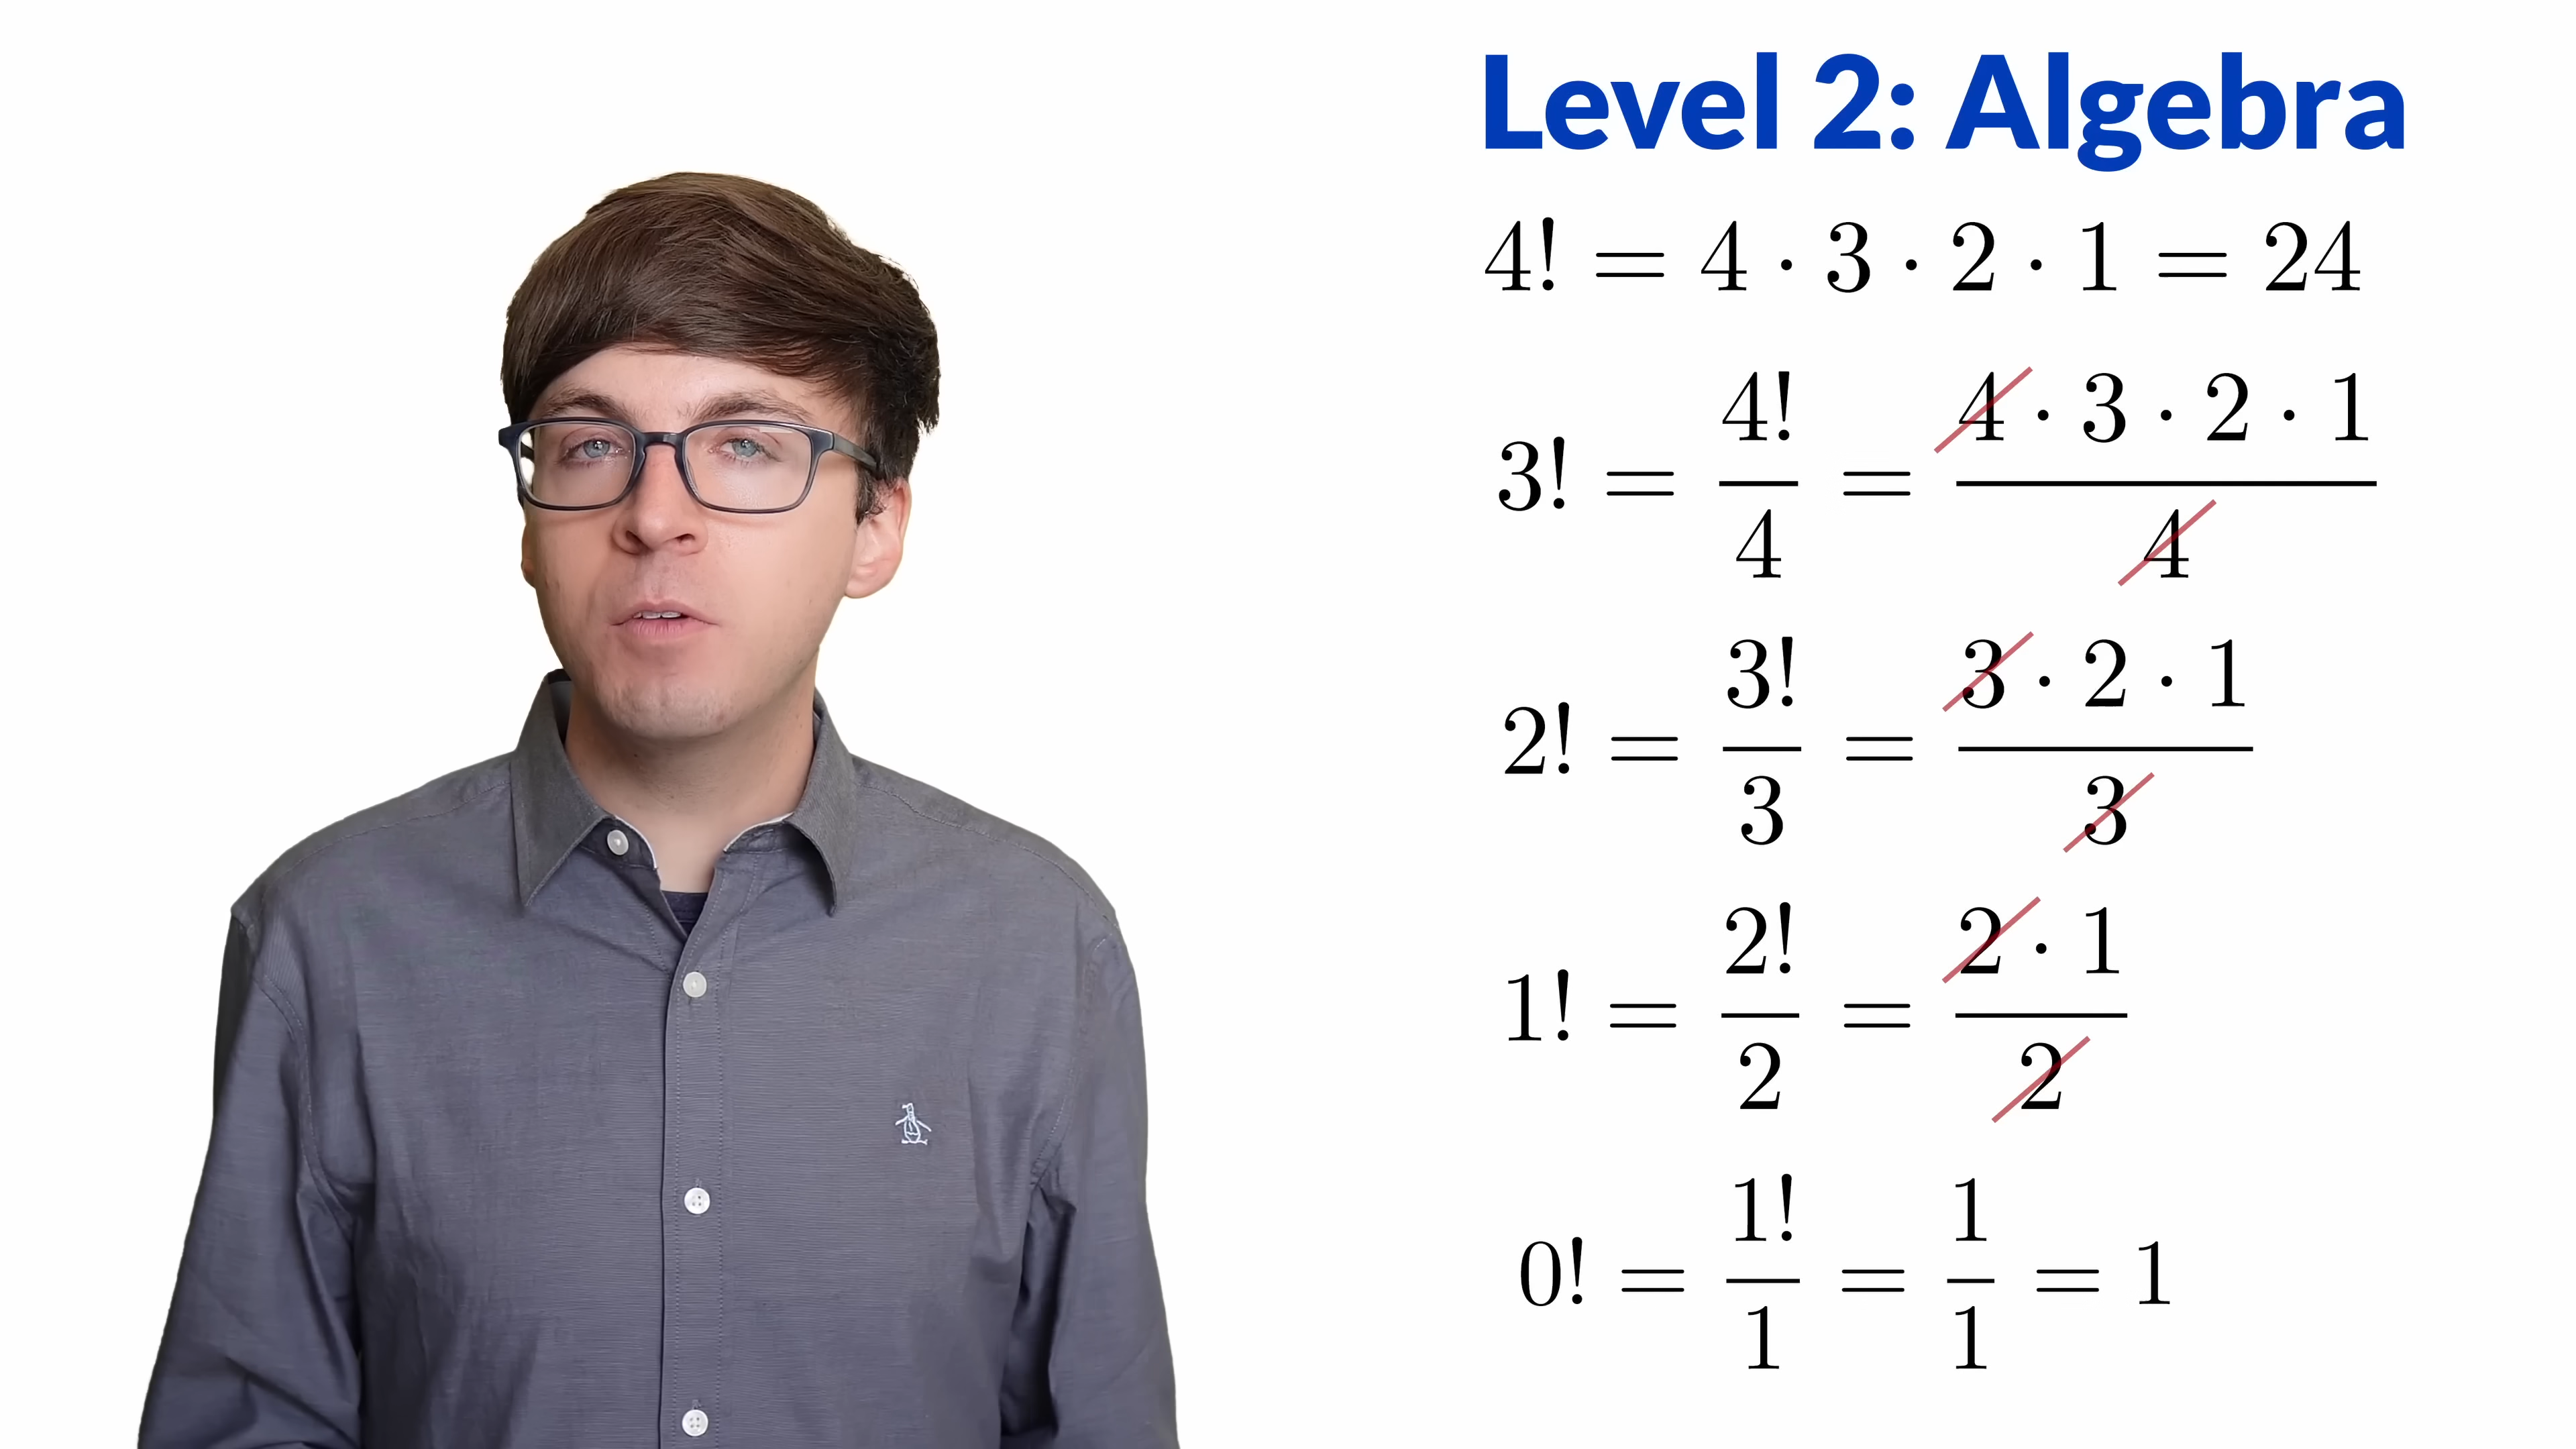 Level 2: Algebra
4! = 4 · 3 · 2 · 1 = 24
3! = 4!/4 = 4 · 3 · 2 · 1/4
2! = 3!/3 = 3 · 2 · 1/3
1! = 2!/2 = 2 · 1/2
0! = 1!/1 = 1/1 = 1